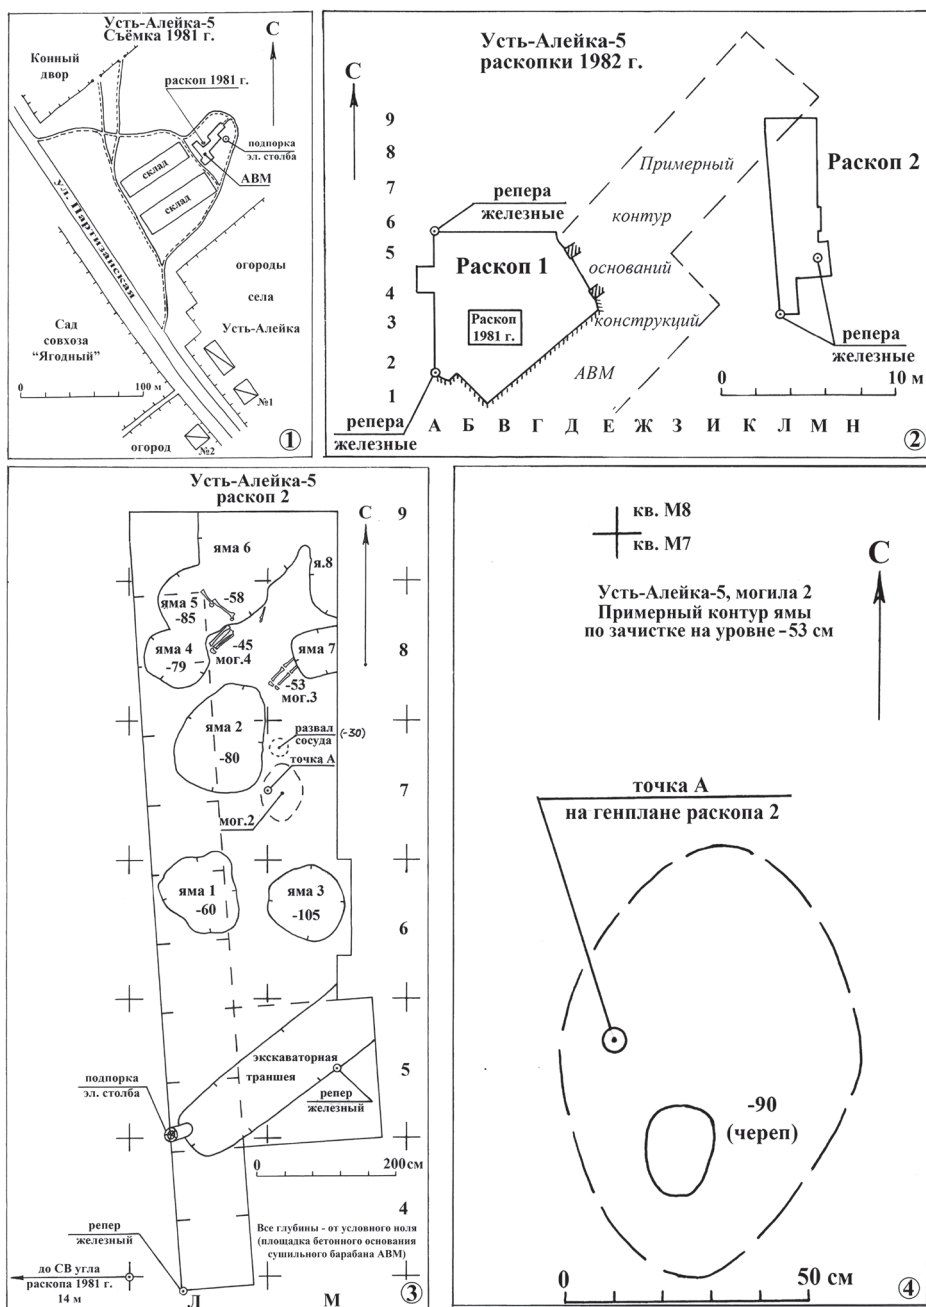 Усть-Алейка-5
Съёмка 1981 г.
С
Конный
двор
раскоп 1981 г.
подпорка
эл. столба
АВМ
склад
склад
ул. Партизанская
огороды
села
Усть-Алейка
Сад
совхоза
“Ягодный”
0 100 м
№1
№2
огород
1
Усть-Алейка-5
раскопки 1982 г.
С
9
8
7
6
5
4
3
2
1
Примерный
контур
оснований
конструкций
АВМ
Раскоп 2
репера
железные
Раскоп 1
Раскоп
1981 г.
репера
железные
0 10 м
репера
железные
А Б В Г Д Е Ж З И К Л М Н
2
Усть-Алейка-5
раскоп 2
С
9
яма 6
я.8
яма 5
-85
-58
яма 4
-79
-45
мог.4
яма 7
8
-53
мог.3
яма 2
-80
развал
сосуда
(-30)
точка А
7
мог.2
яма 1
-60
яма 3
-105
6
экскаваторная
траншея
5
подпорка
эл. столба
репер
железный
0 200 см
4
Все глубины - от условного ноля
(площадка бетонного основания
сушильного барабана АВМ)
репер
железный
до СВ угла
раскопа 1981 г.
14 м
Л М
3
кв. М8
кв. М7
С
Усть-Алейка-5, могила 2
Примерный контур ямы
по зачистке на уровне -53 см
точка А
на генплане раскопа 2
-90
(череп)
0 50 см
4